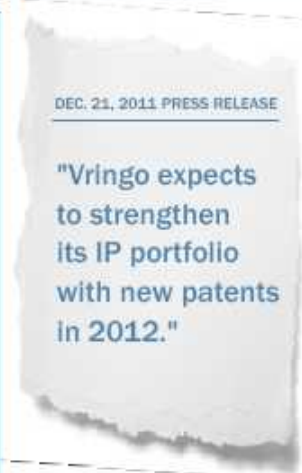 DEC. 21, 2011 PRESS RELEASE
"Vringo expects
to strengthen
its IP portfolio
with new patents
in 2012."